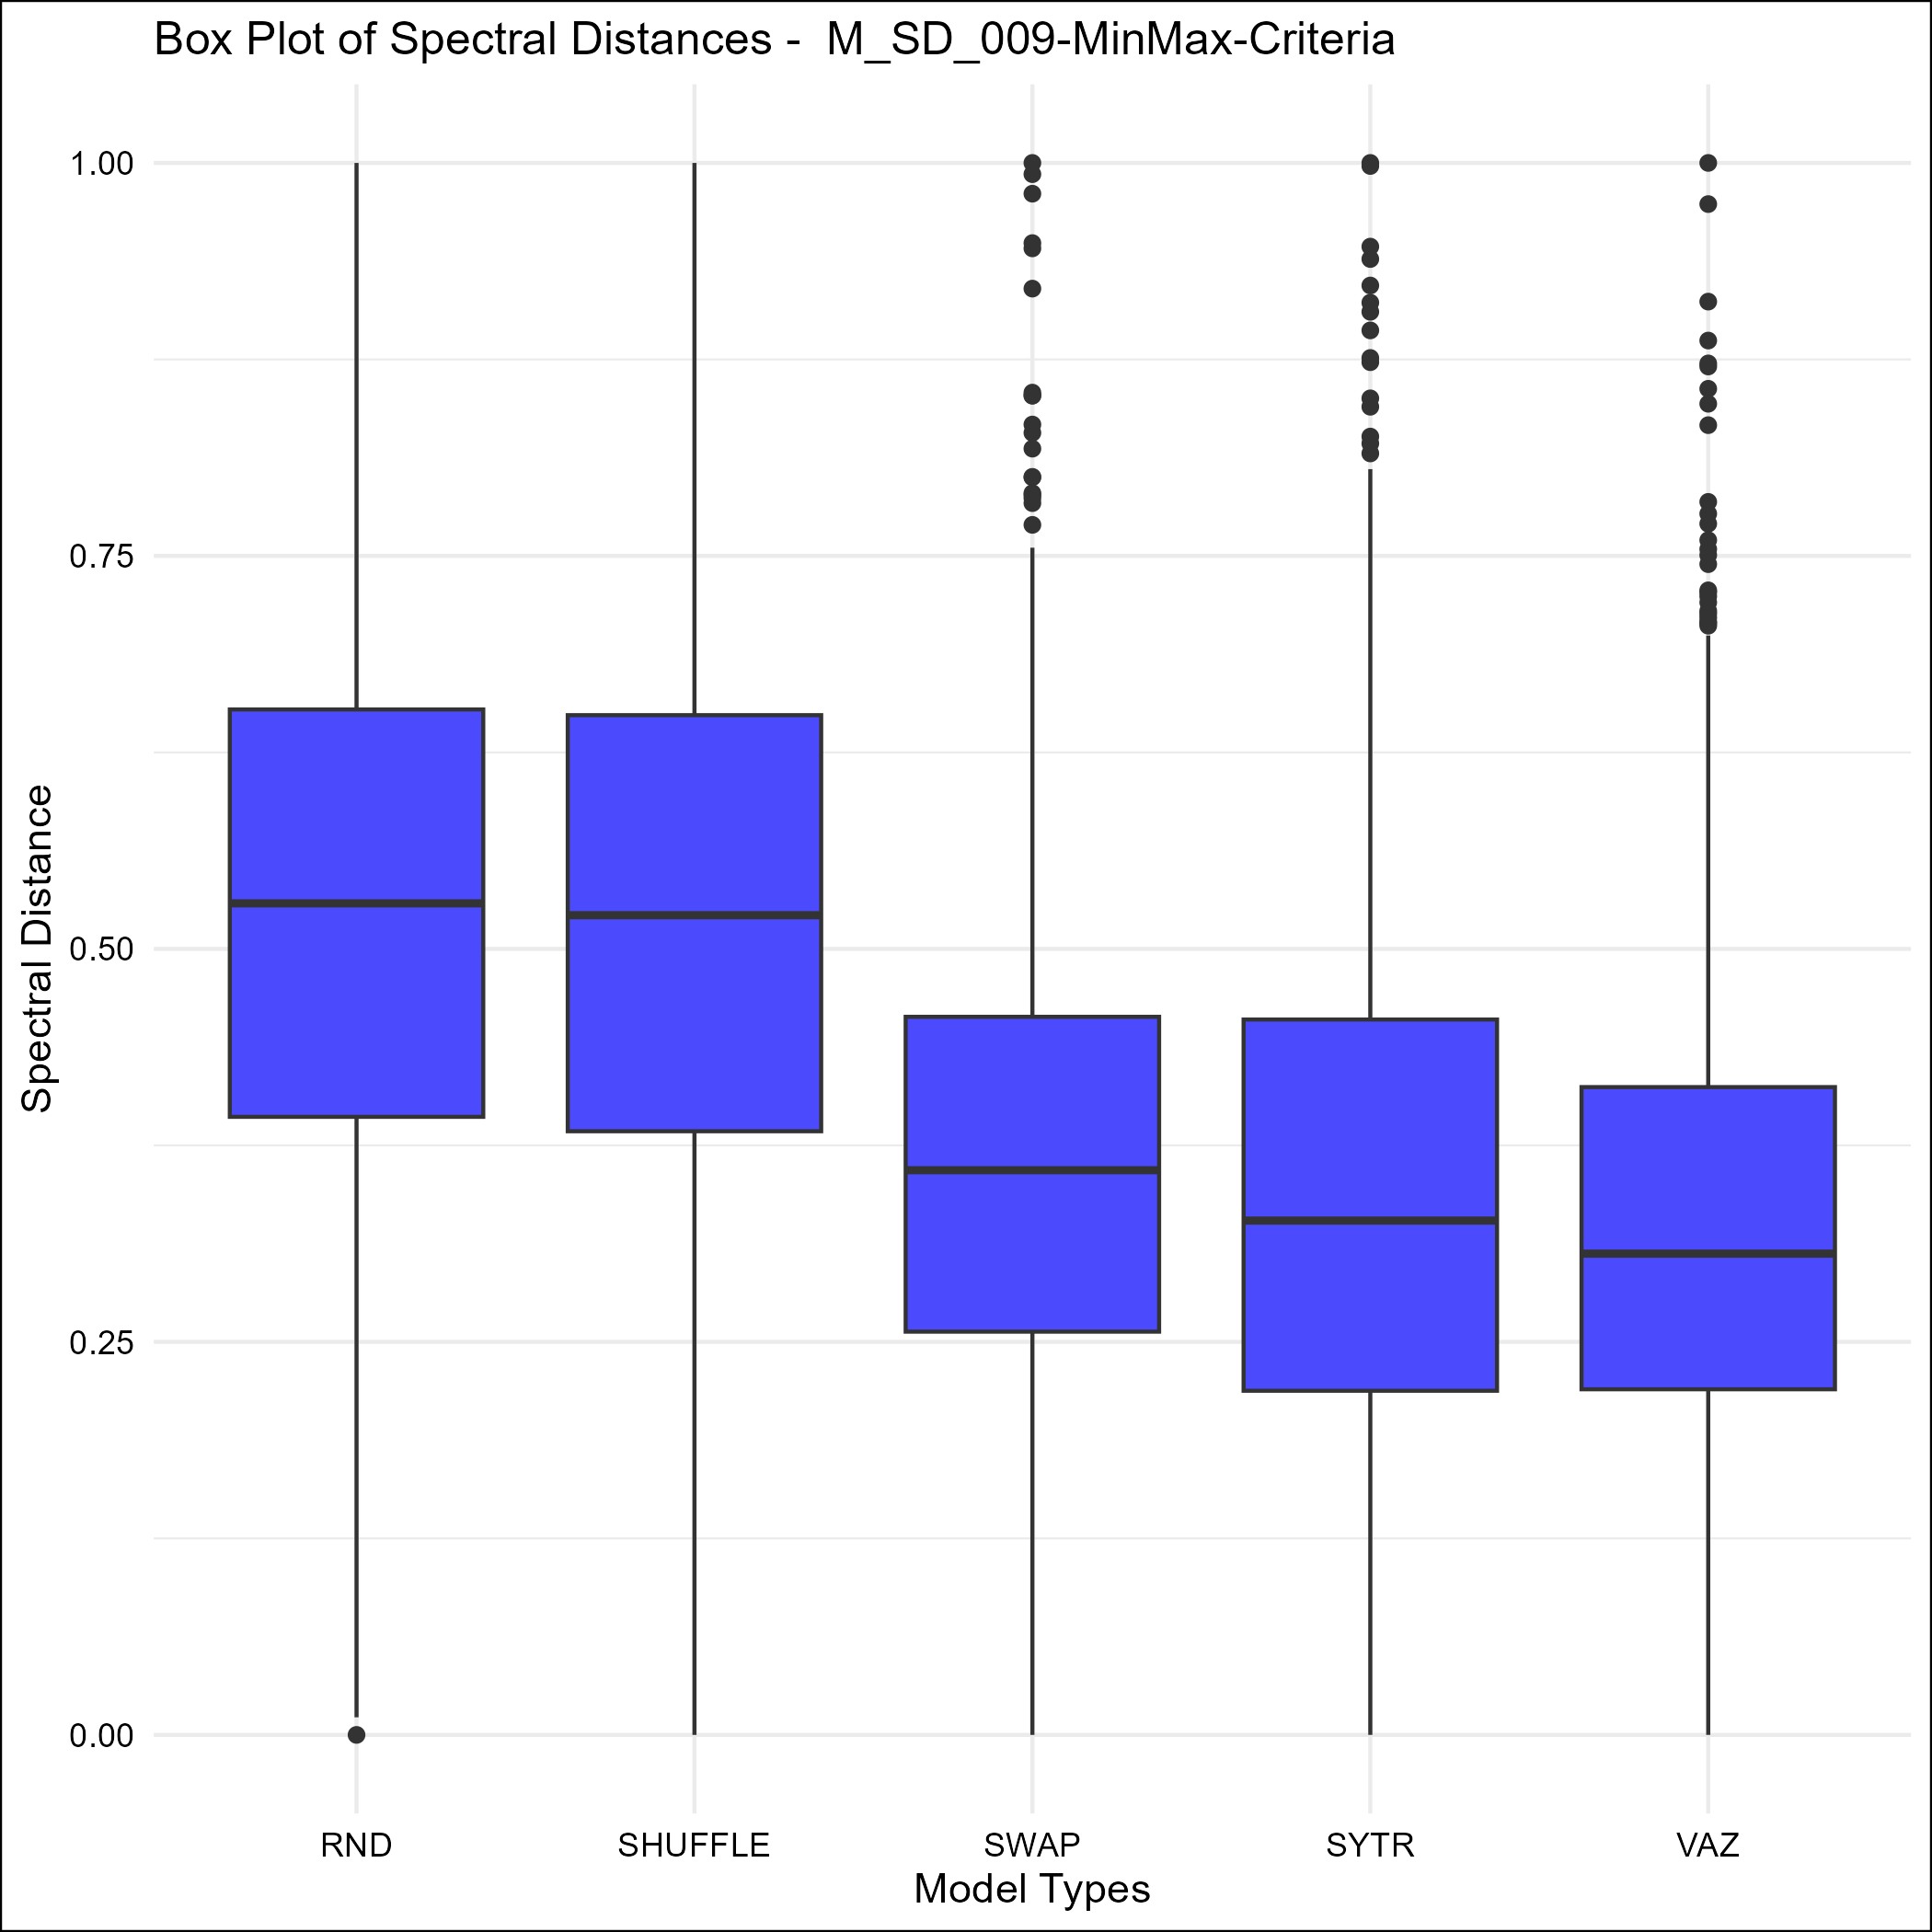 Box Plot of Spectral Distances -  M_SD_009-MinMax-Criteria
1.00
0.75
0.50
0.25
0.00
Spectral Distance
RND SHUFFLE SWAP SYTR VAZ
Model Types